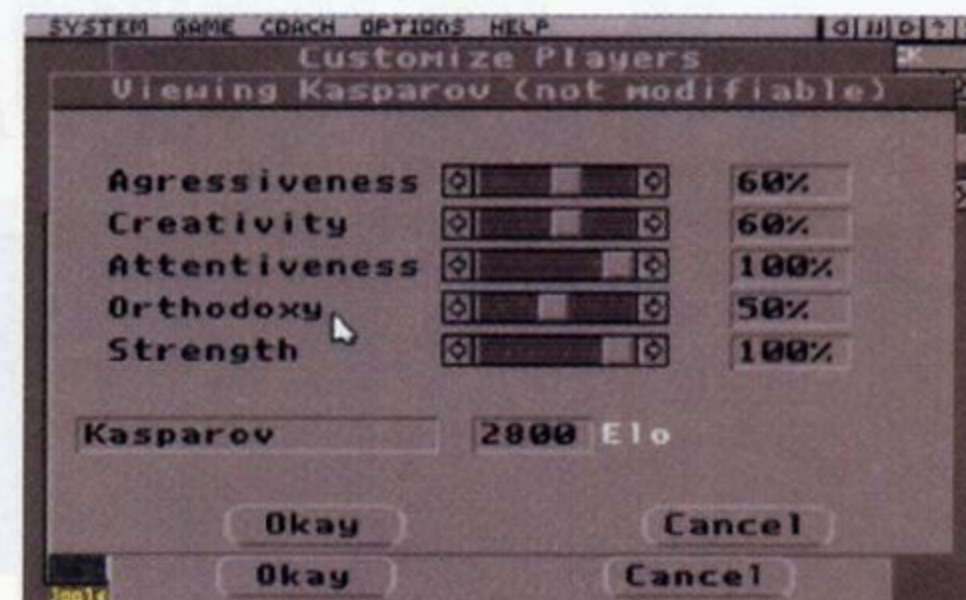 SYSTEM GAME COACH OPTIONS HELP
Customize Players
Viewing Kasparov (not modifiable)
Agressiveness 60%
Creativity 60%
Attentiveness 100%
Orthodoxy 50%
Strength 100%
Kasparov 2800 Elo
Okay Cancel
Okay Cancel